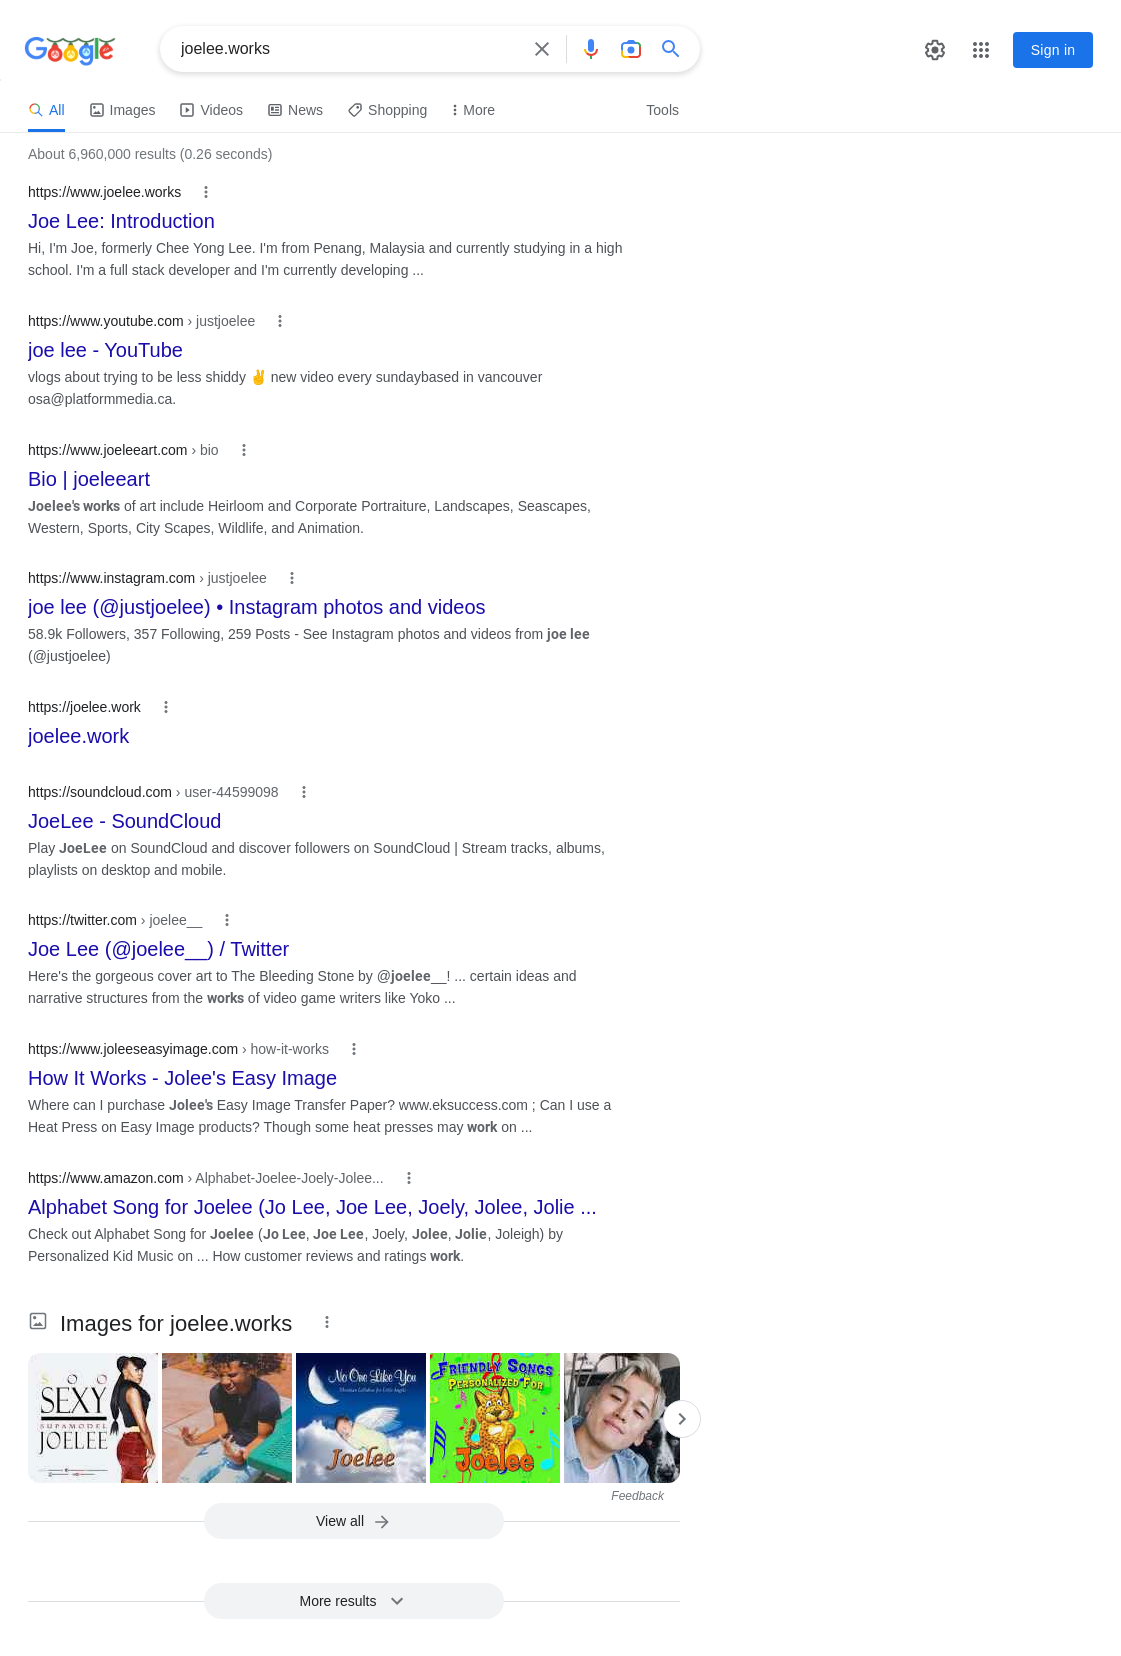 Google
joelee.works
Sign in
All
Images
Videos
News
Shopping
More
Tools
About 6,960,000 results (0.26 seconds)
https://www.joelee.works
Joe Lee: Introduction
Hi, I'm Joe, formerly Chee Yong Lee. I'm from Penang, Malaysia and currently studying in a high
school. I'm a full stack developer and I'm currently developing ...
https://www.youtube.com › justjoelee
joe lee - YouTube
vlogs about trying to be less shiddy ✌ new video every sundaybased in vancouver
osa@platformmedia.ca.
https://www.joeleeart.com › bio
Bio | joeleeart
Joelee's works of art include Heirloom and Corporate Portraiture, Landscapes, Seascapes,
Western, Sports, City Scapes, Wildlife, and Animation.
https://www.instagram.com › justjoelee
joe lee (@justjoelee) • Instagram photos and videos
58.9k Followers, 357 Following, 259 Posts - See Instagram photos and videos from joe lee
(@justjoelee)
https://joelee.work
joelee.work
https://soundcloud.com › user-44599098
JoeLee - SoundCloud
Play JoeLee on SoundCloud and discover followers on SoundCloud | Stream tracks, albums,
playlists on desktop and mobile.
https://twitter.com › joelee__
Joe Lee (@joelee__) / Twitter
Here's the gorgeous cover art to The Bleeding Stone by @joelee__! ... certain ideas and
narrative structures from the works of video game writers like Yoko ...
https://www.joleeseasyimage.com › how-it-works
How It Works - Jolee's Easy Image
Where can I purchase Jolee's Easy Image Transfer Paper? www.eksuccess.com ; Can I use a
Heat Press on Easy Image products? Though some heat presses may work on ...
https://www.amazon.com › Alphabet-Joelee-Joely-Jolee...
Alphabet Song for Joelee (Jo Lee, Joe Lee, Joely, Jolee, Jolie ...
Check out Alphabet Song for Joelee (Jo Lee, Joe Lee, Joely, Jolee, Jolie, Joleigh) by
Personalized Kid Music on ... How customer reviews and ratings work.
Images for joelee.works
SOO
SEXY
SUPAMODEL
JOELEE
No One Like You
Christian Lullabies for Little Angels
Joelee
FRIENDLY SONGS
PERSONALIZED FOR
Joelee
Feedback
View all
More results